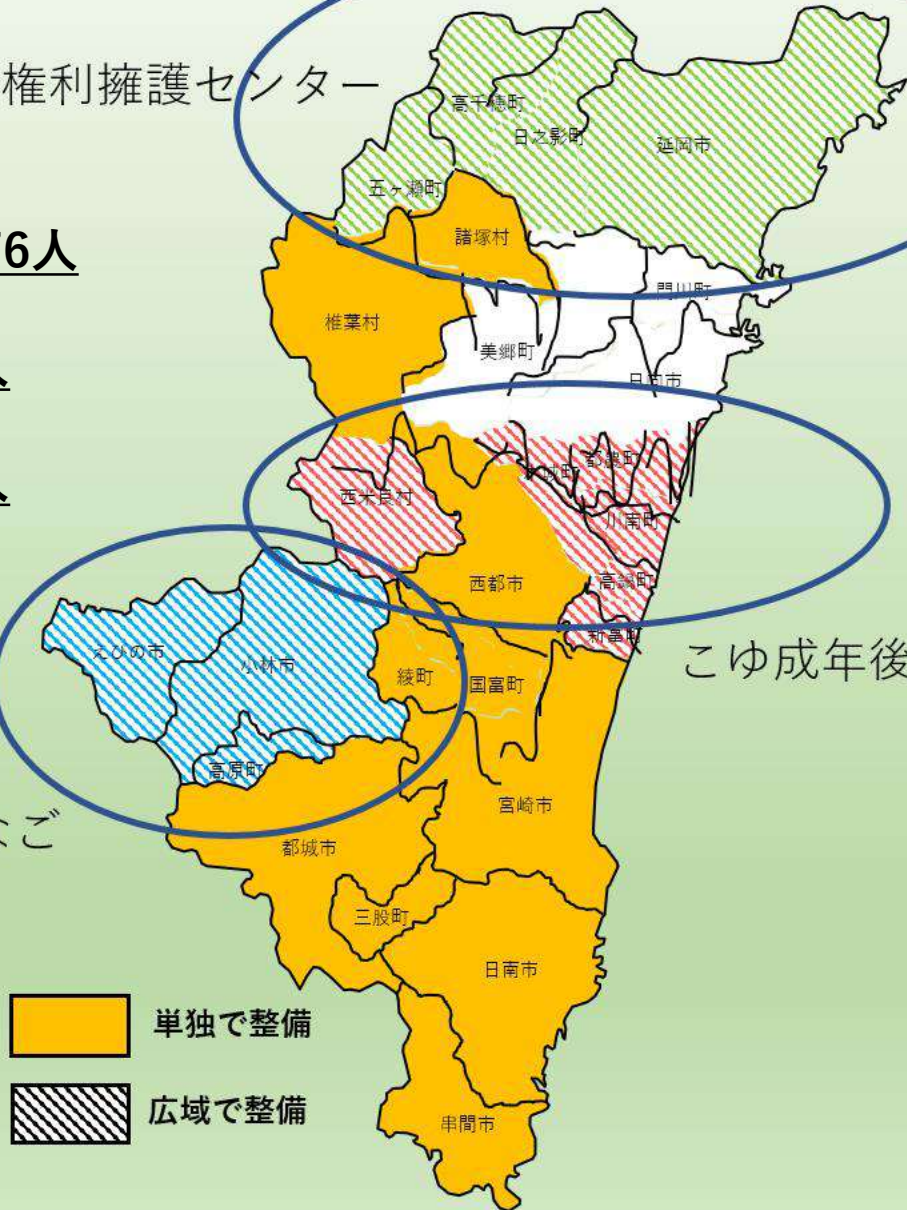 権利擁護センター
高千穂町
日之影町
延岡市
五ヶ瀬町
6人
諸塚村
門川町
椎葉村
美郷町
日向市
都農町
木城町
西米良村
川南町
西都市
高鍋町
新富町
えびの市
小林市
綾町
国富町
こゆ成年後
高原町
宮崎市
ご
都城市
三股町
日南市
単独で整備
広域で整備
串間市